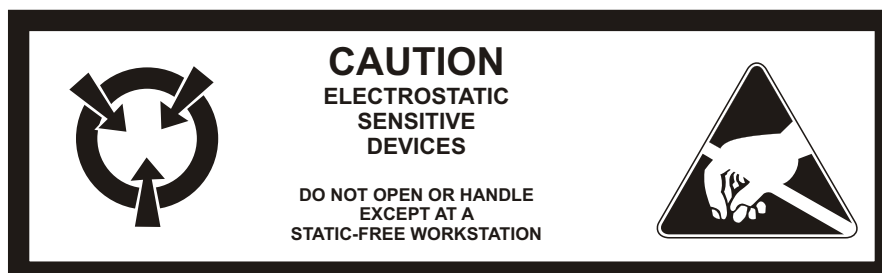 CAUTION
ELECTROSTATIC
SENSITIVE
DEVICES
DO NOT OPEN OR HANDLE
EXCEPT AT A
STATIC-FREE WORKSTATION